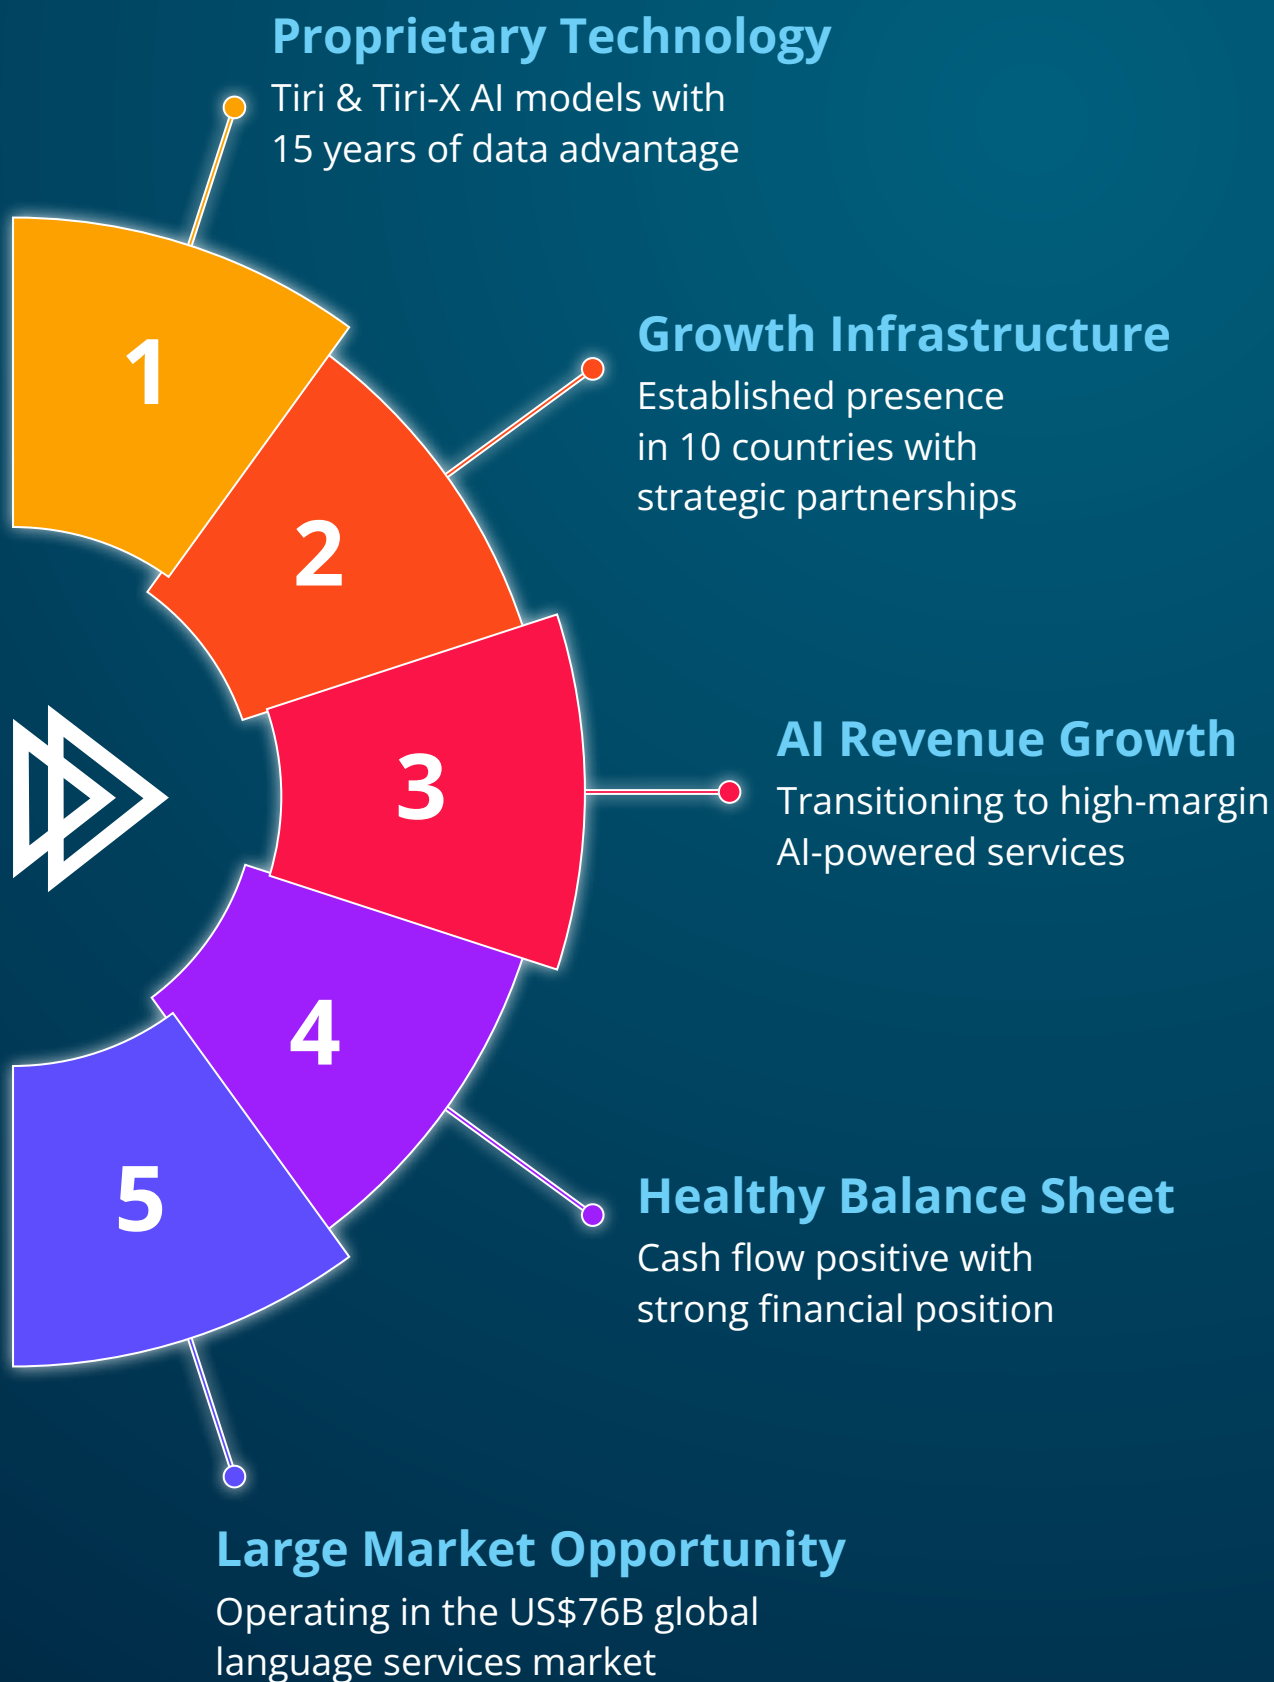 Proprietary Technology
Tiri & Tiri-X AI models with
15 years of data advantage
1
Growth Infrastructure
Established presence
in 10 countries with
strategic partnerships
2
AI Revenue Growth
Transitioning to high-margin
AI-powered services
3
Healthy Balance Sheet
Cash flow positive with
strong financial position
4
5
Large Market Opportunity
Operating in the US$76B global
language services market